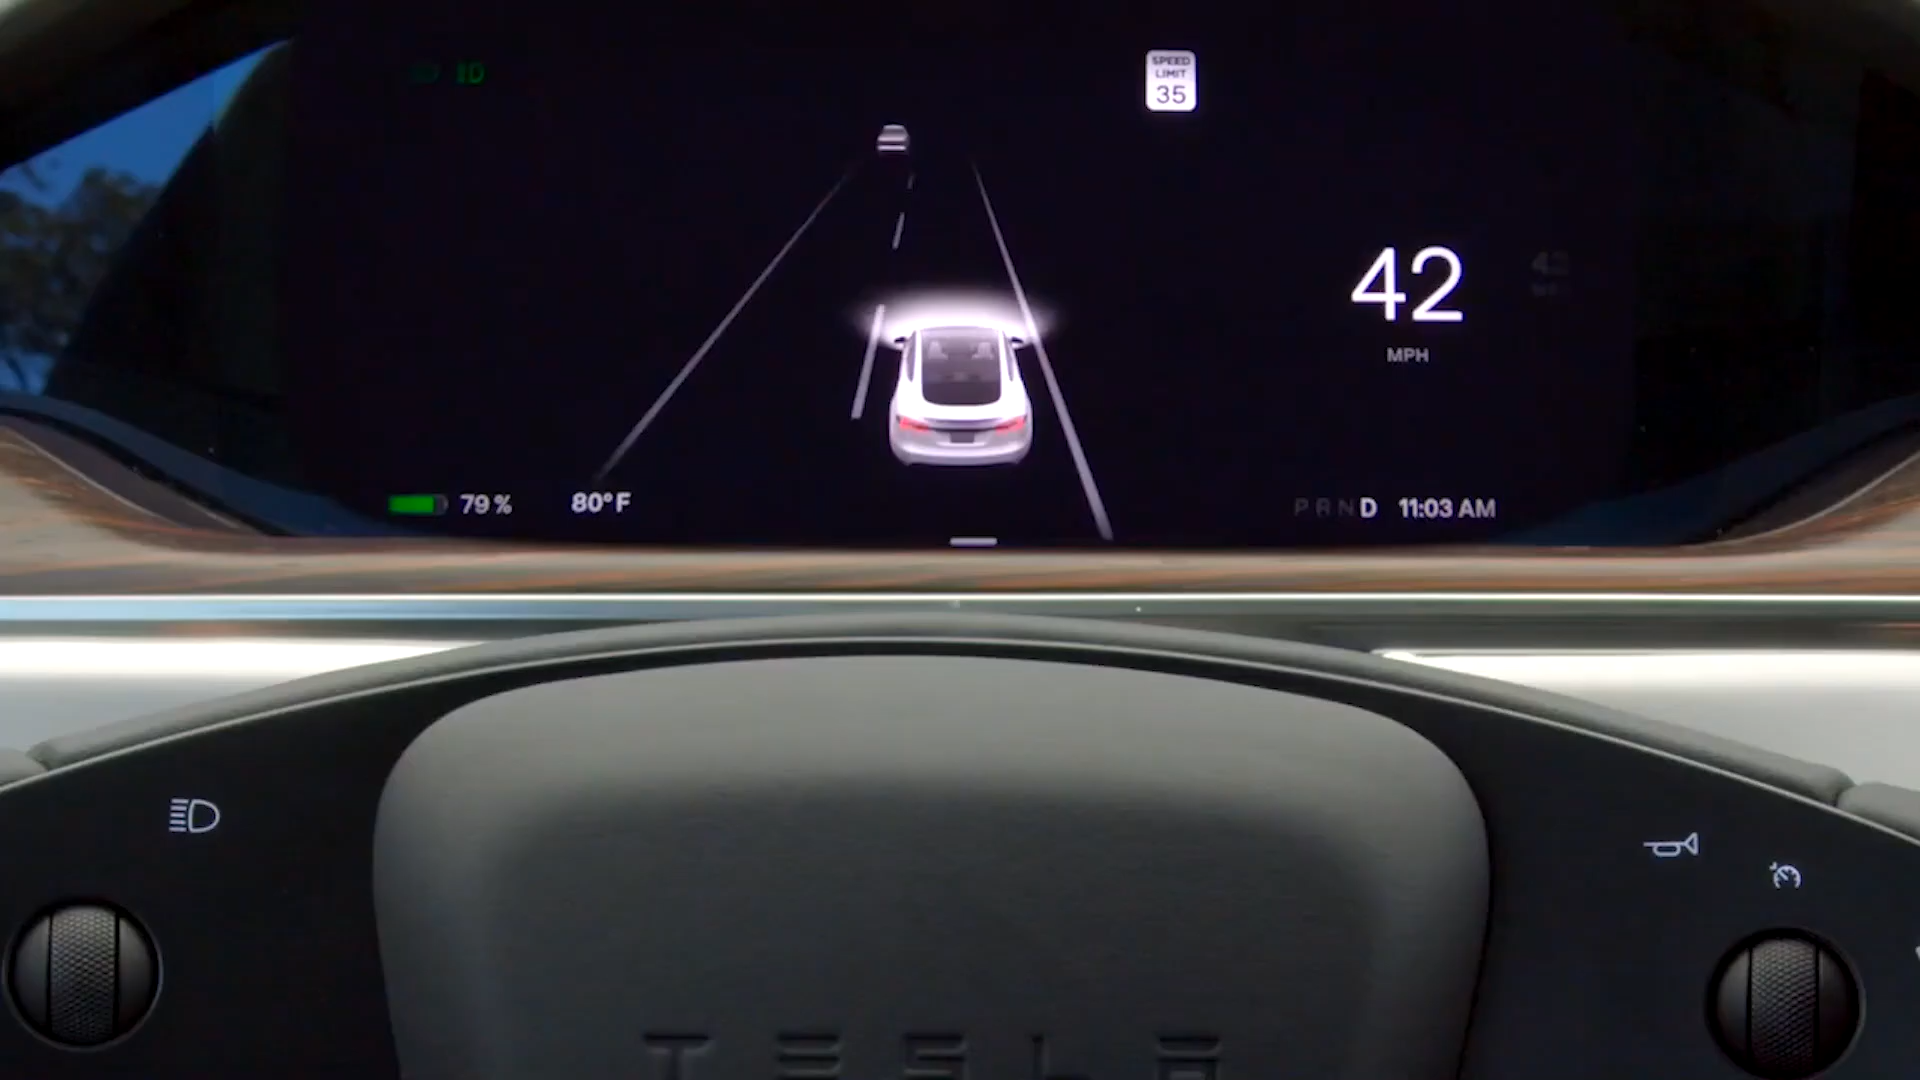 SPEED
LIMIT
35
42
MPH
79 %
80°F
P R N D
11:03 AM
TESLA